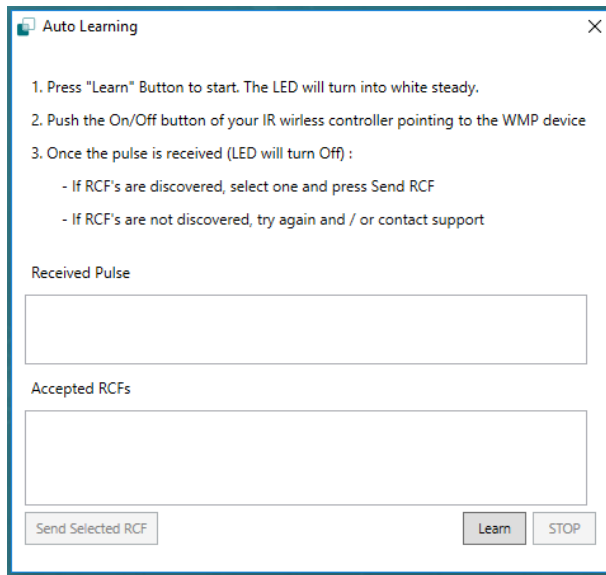 Auto Learning
1. Press "Learn" Button to start. The LED will turn into white steady.
2. Push the On/Off button of your IR wirless controller pointing to the WMP device
3. Once the pulse is received (LED will turn Off) :
- If RCF's are discovered, select one and press Send RCF
- If RCF's are not discovered, try again and / or contact support
Received Pulse
Accepted RCFs
Send Selected RCF
Learn
STOP